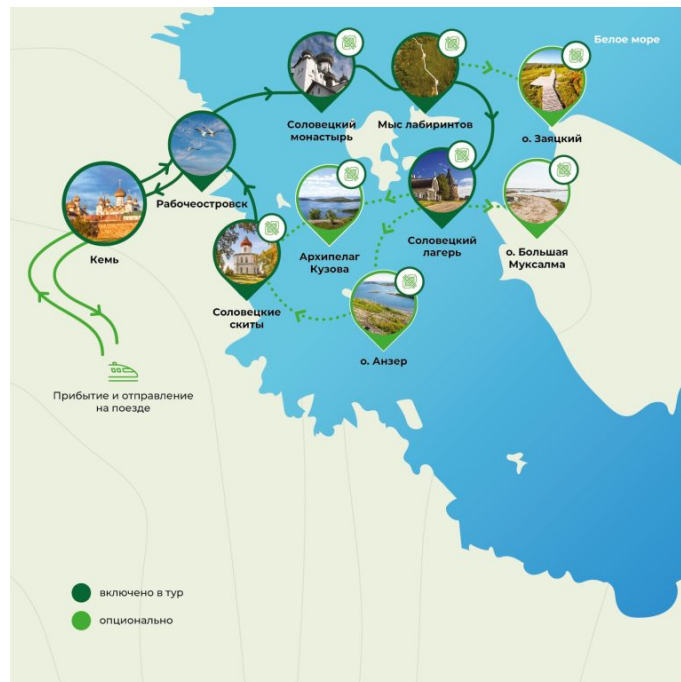 Белое море
Соловецкий
монастырь
Мыс лабиринтов
о. Заяцкий
Рабочеостровск
Кемь
Архипелаг
Кузова
Соловецкий
лагерь
о. Большая
Муксалма
Соловецкие
скиты
о. Анзер
Прибытие и отправление
на поезде
включено в тур
опционально